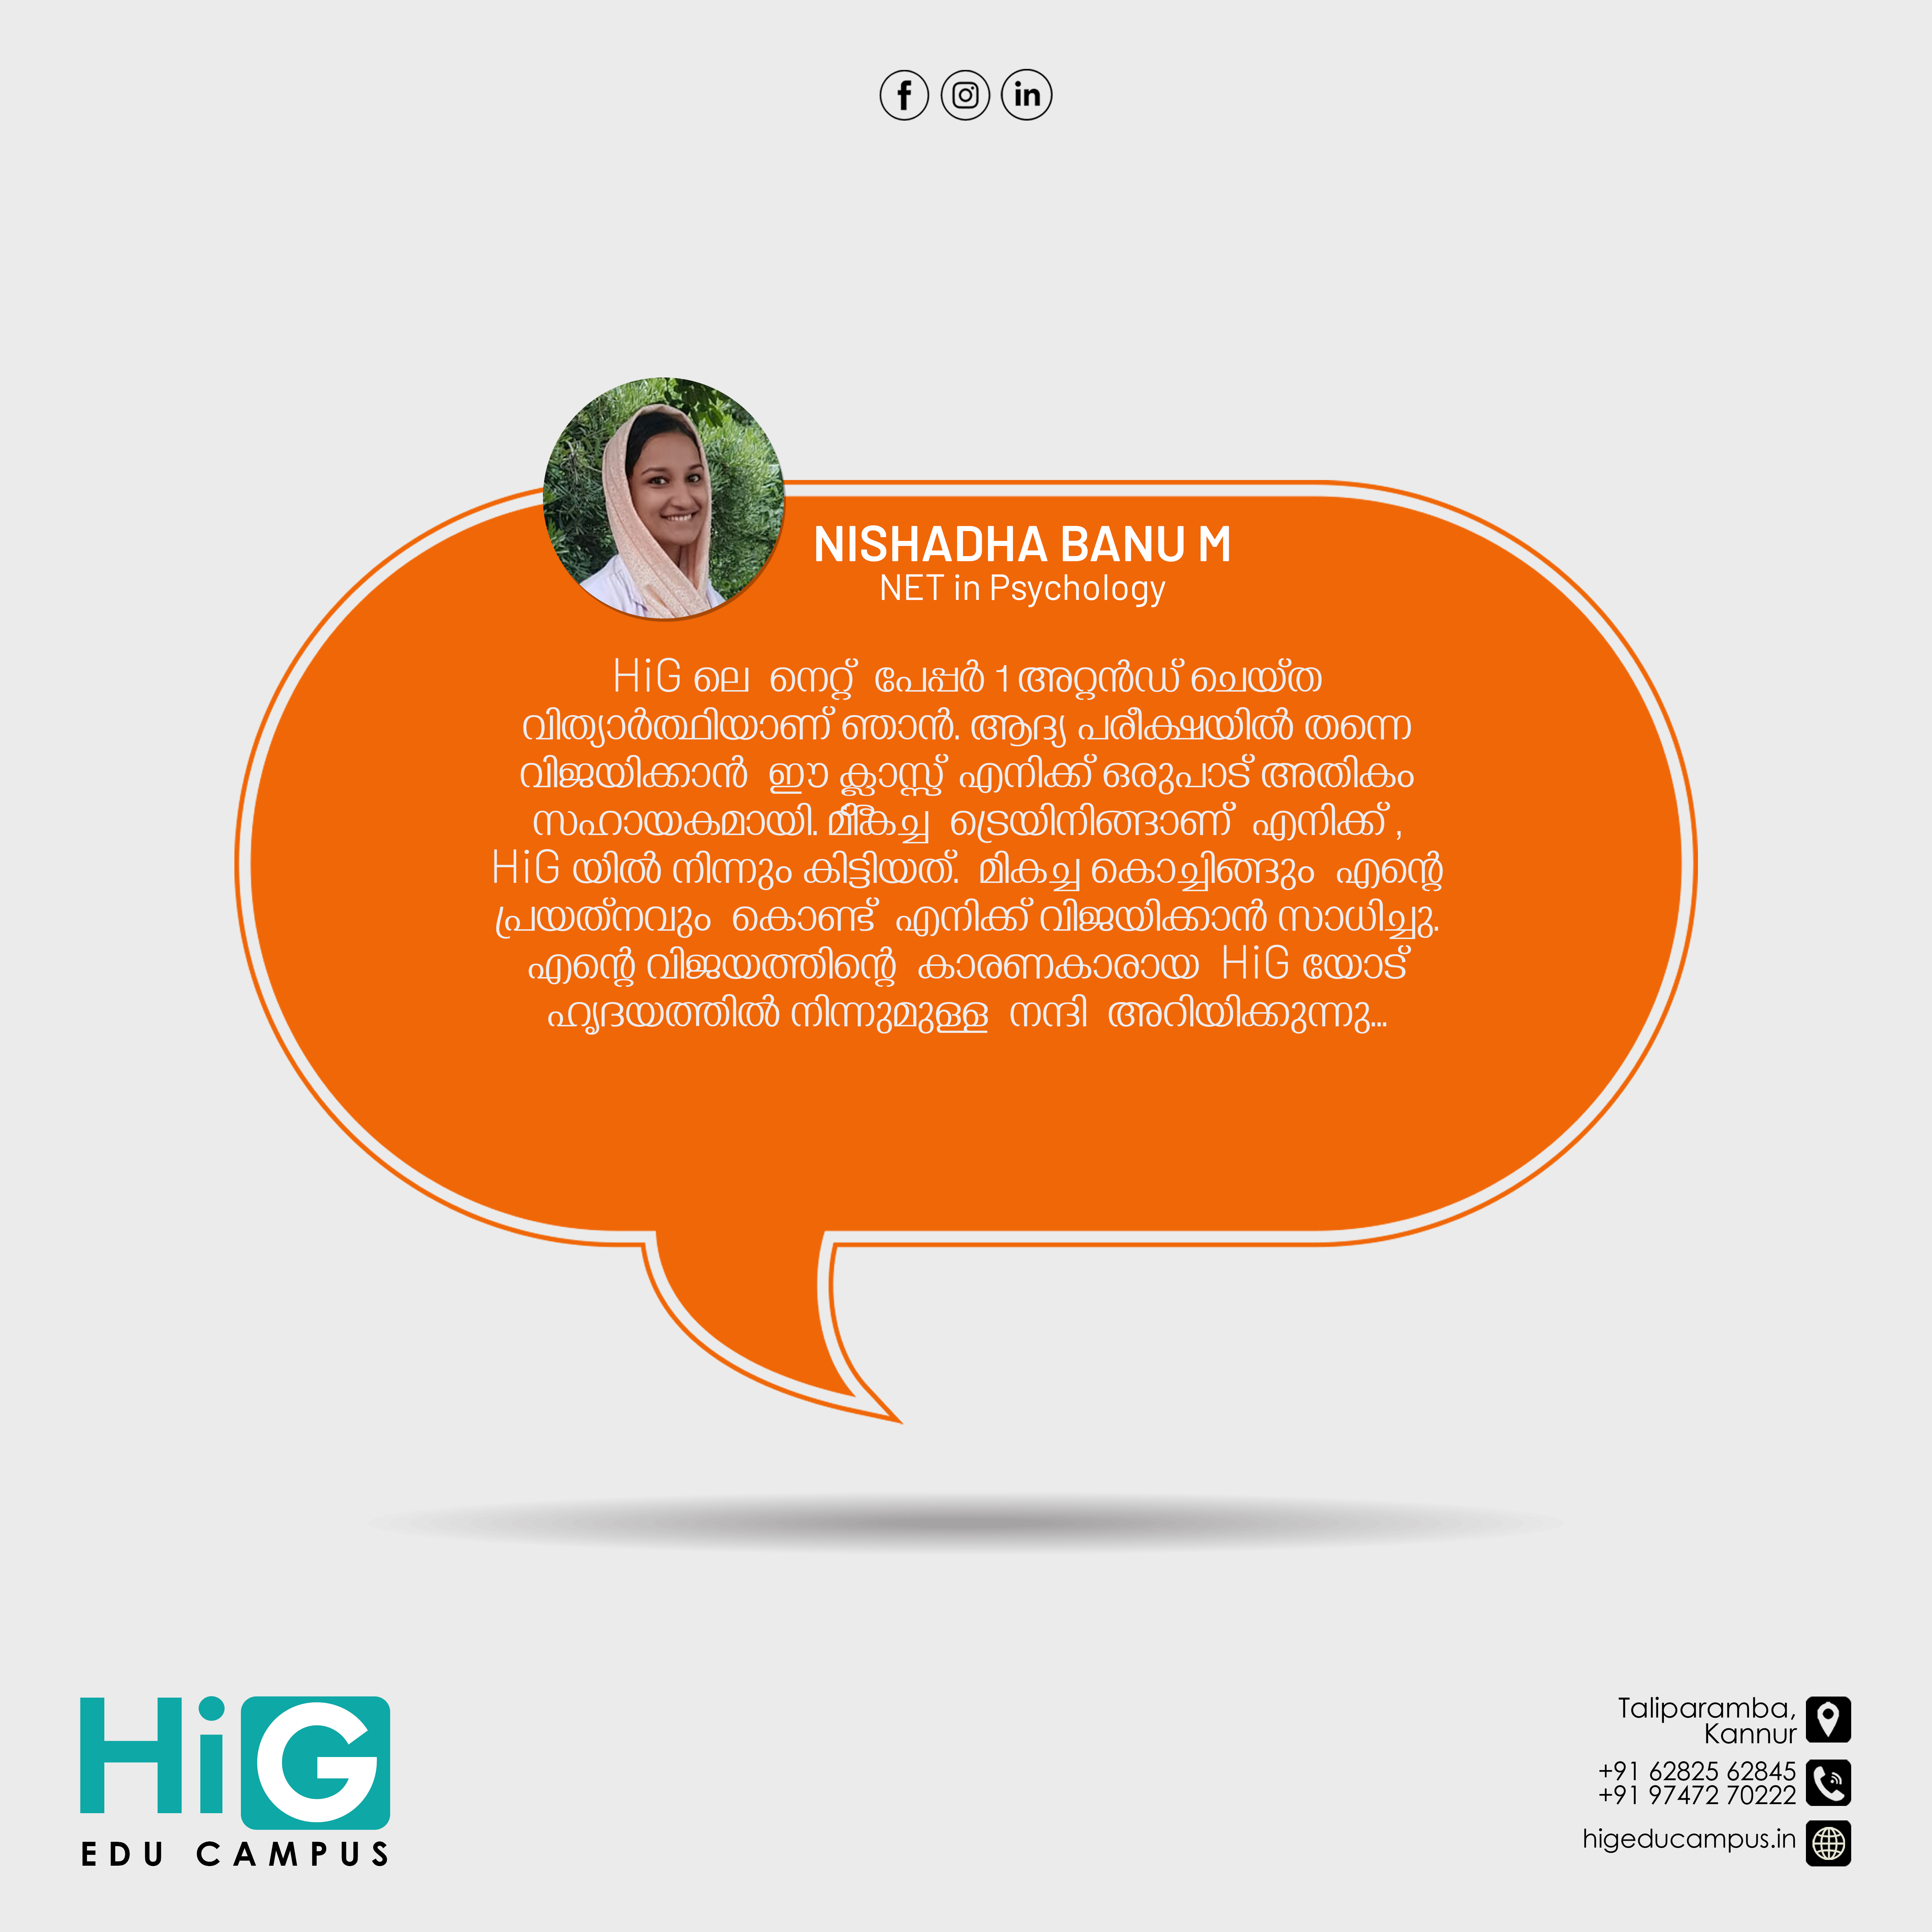 NISHADHA BANU M
NET in Psychology
HiG ലെ നെറ്റ് പേപ്പർ 1 അറ്റൻഡ് ചെയ്ത
വിത്യാർത്ഥിയാണ് ഞാൻ. ആദ്യ പരീക്ഷയിൽ തന്നെ
വിജയിക്കാൻ ഈ ക്ലാസ്സ് എനിക്ക് ഒരുപാട് അതികം
സഹായകമായി. മികച്ച ട്രെയിനിങ്ങാണ് എനിക്ക് ,
HiG യിൽ നിന്നും കിട്ടിയത്. മികച്ച കൊച്ചിങ്ങും എന്റെ
പ്രയത്നവും കൊണ്ട് എനിക്ക് വിജയിക്കാൻ സാധിച്ചു.
എന്റെ വിജയത്തിന്റെ കാരണകാരായ HiG യോട്
ഹൃദയത്തിൽ നിന്നുമുള്ള നന്ദി അറിയിക്കുന്നു...
HiG
EDU CAMPUS
Taliparamba,
Kannur
+91 62825 62845
+91 97472 70222
higeducampus.in